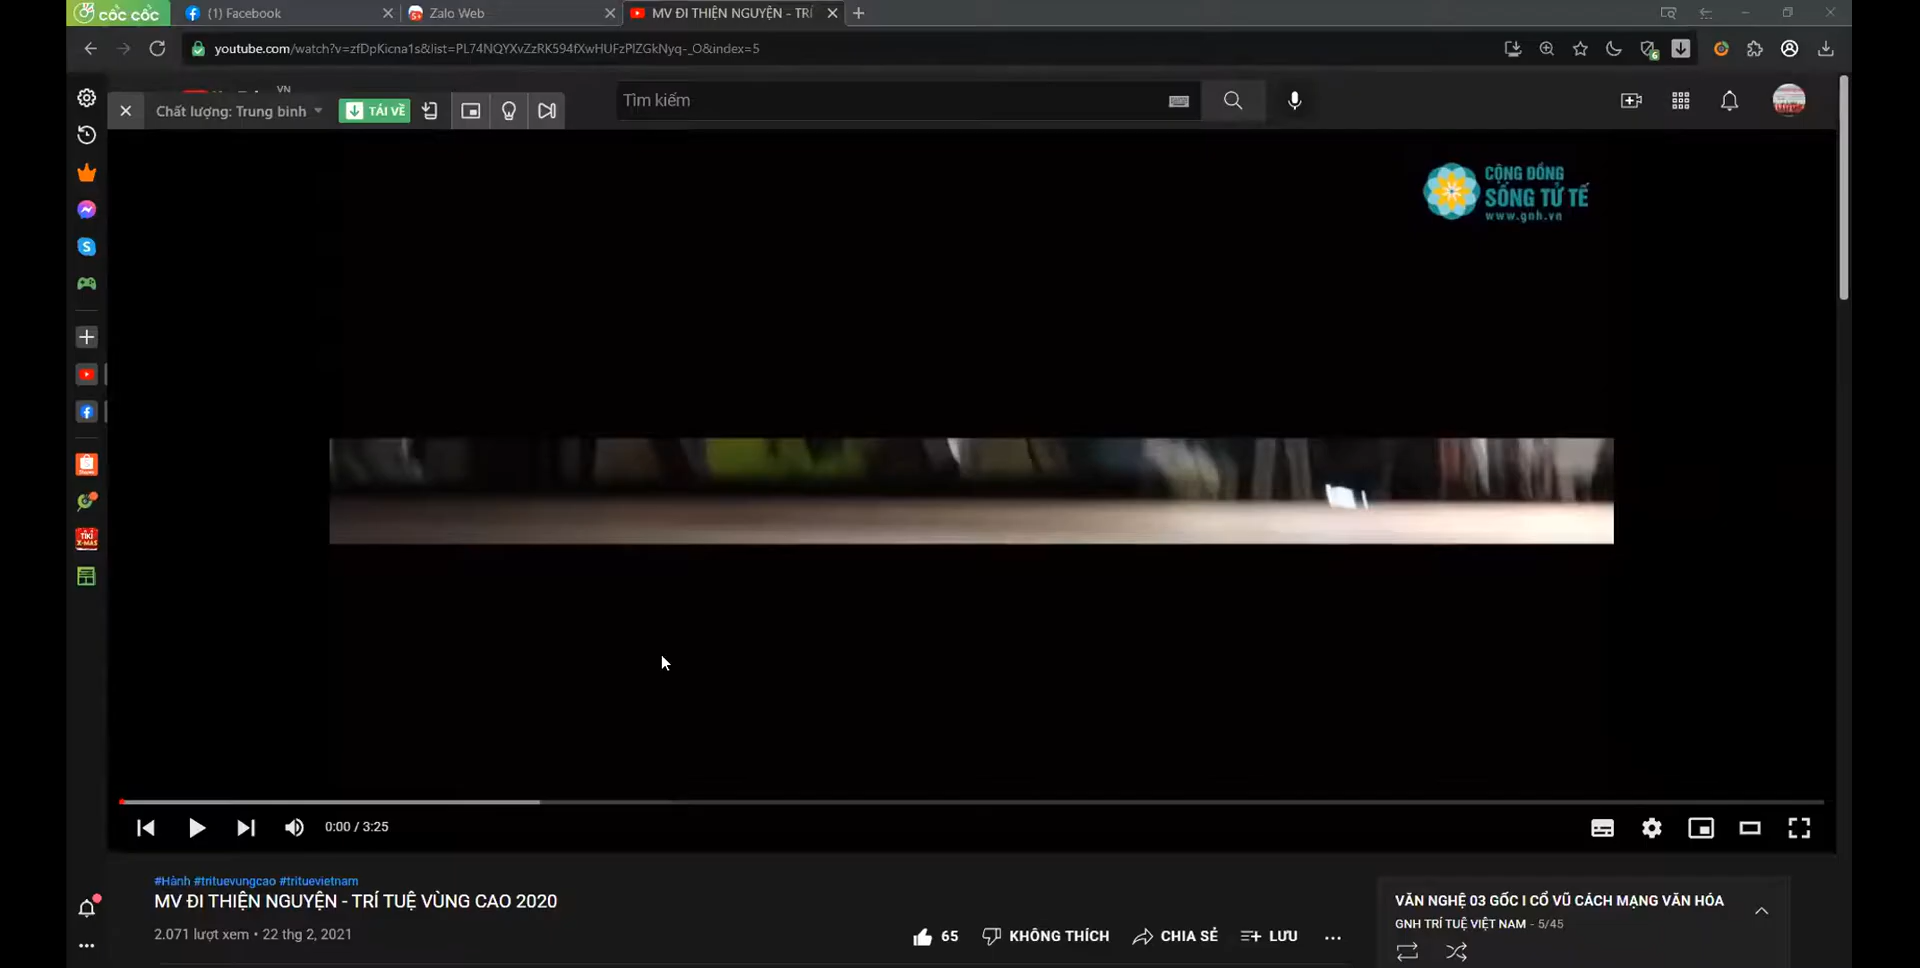 cốc cốc
(1) Facebook
Zalo Web
MV ĐI THIỆN NGUYỆN - TRÍ
youtube.com/watch?v=zfDpKicna1s&list=PL74NQYXvZzRK594fXwHUFzPlZGkNyq-_O&index=5
6
VN
Chất lượng: Trung bình
TẢI VỀ
Tìm kiếm
CỘNG ĐỒNG
SỐNG TỬ TẾ
www.gnh.vn
TIKI
X-MAS
0:00 / 3:25
#Hành #trituevungcao #trituevietnam
MV ĐI THIỆN NGUYỆN - TRÍ TUỆ VÙNG CAO 2020
2.071 lượt xem • 22 thg 2, 2021
65
KHÔNG THÍCH
CHIA SẺ
LƯU
VĂN NGHỆ 03 GỐC I CỔ VŨ CÁCH MẠNG VĂN HÓA
GNH TRÍ TUỆ VIỆT NAM - 5/45